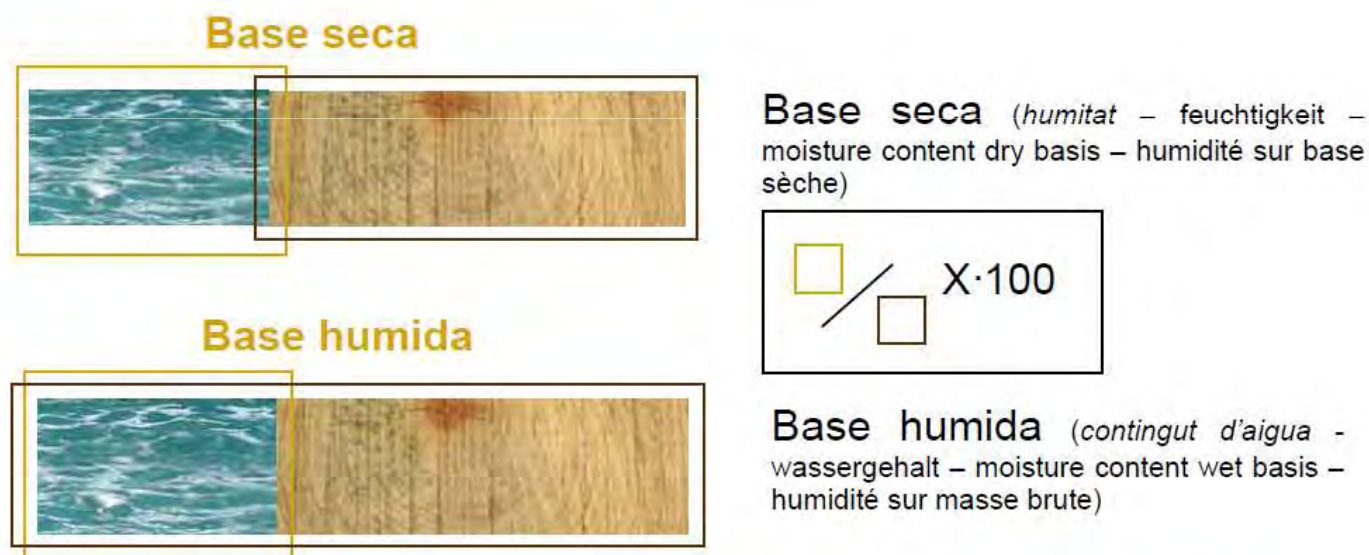 Base seca
Base seca (humitat – feuchtigkeit –
moisture content dry basis – humidité sur base
sèche)
X·100
Base humida
Base humida (contingut d'aigua -
wassergehalt – moisture content wet basis –
humidité sur masse brute)